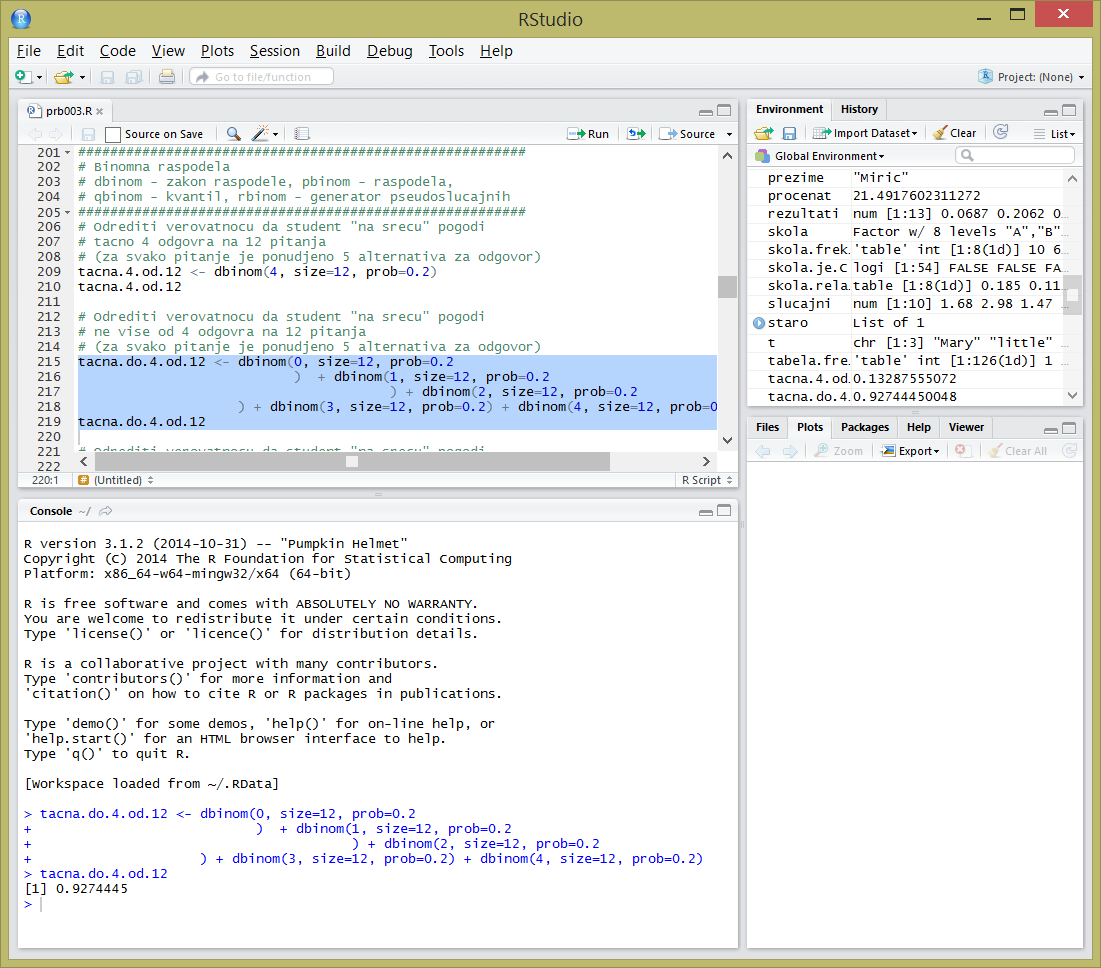 RStudio
File Edit Code View Plots Session Build Debug Tools Help
Go to file/function
Project: (None)
prb003.R
Source on Save
Run
Source
201 ########################################################
202 # Binomna raspodela
203 # dbinom - zakon raspodele, pbinom - raspodela,
204 # qbinom - kvantil, rbinom - generator pseudoslucajnih
205 ########################################################
206 # Odrediti verovatnocu da student "na srecu" pogodi
207 # tacno 4 odgovra na 12 pitanja
208 # (za svako pitanje je ponudjeno 5 alternativa za odgovor)
209 tacna.4.od.12 <- dbinom(4, size=12, prob=0.2)
210 tacna.4.od.12
211
212 # Odrediti verovatnocu da student "na srecu" pogodi
213 # ne vise od 4 odgovra na 12 pitanja
214 # (za svako pitanje je ponudjeno 5 alternativa za odgovor)
215 tacna.do.4.od.12 <- dbinom(0, size=12, prob=0.2
216 ) + dbinom(1, size=12, prob=0.2
217 ) + dbinom(2, size=12, prob=0.2
218 ) + dbinom(3, size=12, prob=0.2) + dbinom(4, size=12, prob=0
219 tacna.do.4.od.12
220
221 # Odrediti verovatnocu da student "na srecu" pogodi
222
220:1 # (Untitled) R Script
Console ~/
R version 3.1.2 (2014-10-31) -- "Pumpkin Helmet"
Copyright (C) 2014 The R Foundation for Statistical Computing
Platform: x86_64-w64-mingw32/x64 (64-bit)
R is free software and comes with ABSOLUTELY NO WARRANTY.
You are welcome to redistribute it under certain conditions.
Type 'license()' or 'licence()' for distribution details.
R is a collaborative project with many contributors.
Type 'contributors()' for more information and
'citation()' on how to cite R or R packages in publications.
Type 'demo()' for some demos, 'help()' for on-line help, or
'help.start()' for an HTML browser interface to help.
Type 'q()' to quit R.
[Workspace loaded from ~/.RData]
> tacna.do.4.od.12 <- dbinom(0, size=12, prob=0.2
+ ) + dbinom(1, size=12, prob=0.2
+ ) + dbinom(2, size=12, prob=0.2
+ ) + dbinom(3, size=12, prob=0.2) + dbinom(4, size=12, prob=0.2)
> tacna.do.4.od.12
[1] 0.9274445
>
Environment History
Import Dataset Clear List
Global Environment
prezime "Miric"
procenat 21.4917602311272
rezultati num [1:13] 0.0687 0.2062 0…
skola Factor w/ 8 levels "A","B"…
skola.frek… 'table' int [1:8(1d)] 10 6…
skola.je.C logi [1:54] FALSE FALSE FA…
skola.rela… table [1:8(1d)] 0.185 0.11…
slucajni num [1:10] 1.68 2.98 1.47 …
staro List of 1
t chr [1:3] "Mary" "little" …
tabela.fre… 'table' int [1:126(1d)] 1 …
tacna.4.od… 0.13287555072
tacna.do.4… 0.92744450048
Files Plots Packages Help Viewer
Zoom Export Clear All